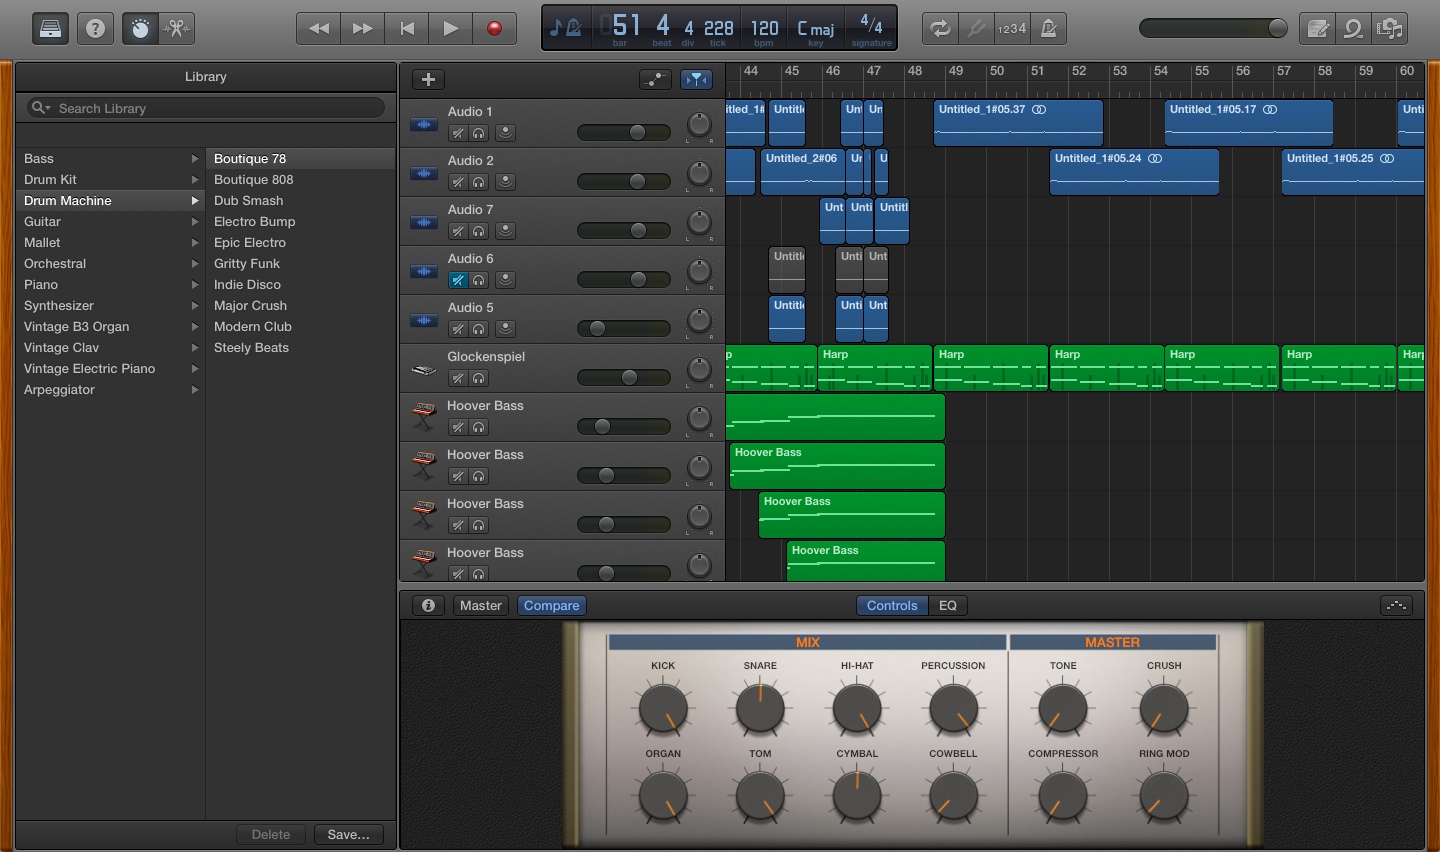 1234
51 4 4 228 120 C maj 4/4
bar beat div tick bpm key signature
Library
Search Library
Bass
Drum Kit
Drum Machine
Guitar
Mallet
Orchestral
Piano
Synthesizer
Vintage B3 Organ
Vintage Clav
Vintage Electric Piano
Arpeggiator
Boutique 78
Boutique 808
Dub Smash
Electro Bump
Epic Electro
Gritty Funk
Indie Disco
Major Crush
Modern Club
Steely Beats
Delete
Save...
44 45 46 47 48 49 50 51 52 53 54 55 56 57 58 59 60
Audio 1
L R
itled_1# Untitle Un Un Untitled_1#05.37 Untitled_1#05.17 Unti
Audio 2
L R
Untitled_2#06 Un U Untitled_1#05.24 Untitled_1#05.25
Audio 7
L R
Unt Unti Untitl
Audio 6
L R
Untitle Unti Unt
Audio 5
L R
Untitle Unti Unt
Glockenspiel
L R
p Harp Harp Harp Harp Harp Harp
Hoover Bass
L R
Hoover Bass
L R
Hoover Bass
Hoover Bass
L R
Hoover Bass
Hoover Bass
Hoover Bass
Master
Compare
Controls
EQ
MIX
MASTER
KICK SNARE HI-HAT PERCUSSION TONE CRUSH
ORGAN TOM CYMBAL COWBELL COMPRESSOR RING MOD